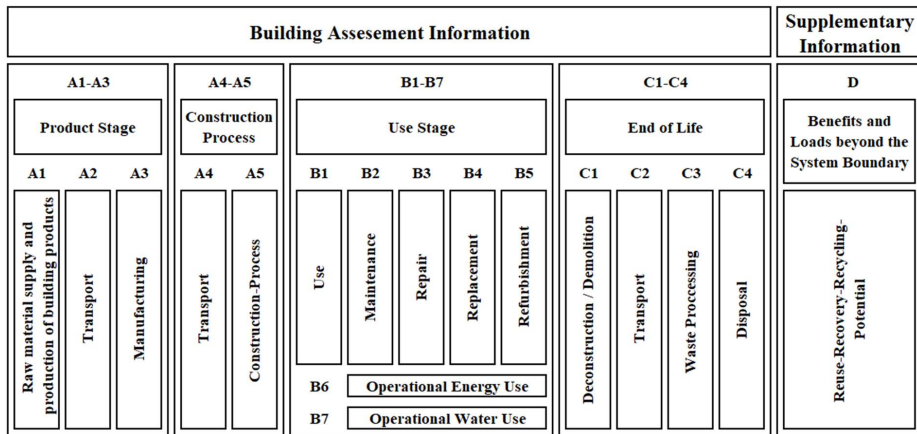 Building Assesement Information
Supplementary
Information
A1-A3
Product Stage
A1
A2
A3
Raw material supply and
production of building products
Transport
Manufacturing
A4-A5
Construction
Process
A4
A5
Transport
Construction-Process
B1-B7
Use Stage
B1
B2
B3
B4
B5
Use
Maintenance
Repair
Replacement
Refurbishment
B6
Operational Energy Use
B7
Operational Water Use
C1-C4
End of Life
C1
C2
C3
C4
Deconstruction / Demolition
Transport
Waste Proccessing
Disposal
D
Benefits and
Loads beyond the
System Boundary
Reuse-Recovery-Recycling-
Potential